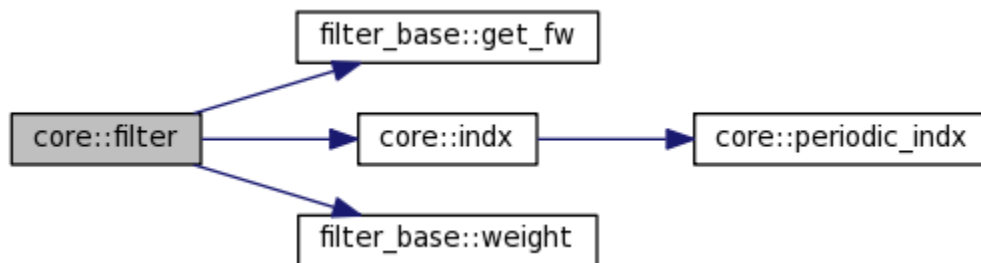 filter_base::get_fw
core::filter
core::indx
core::periodic_indx
filter_base::weight